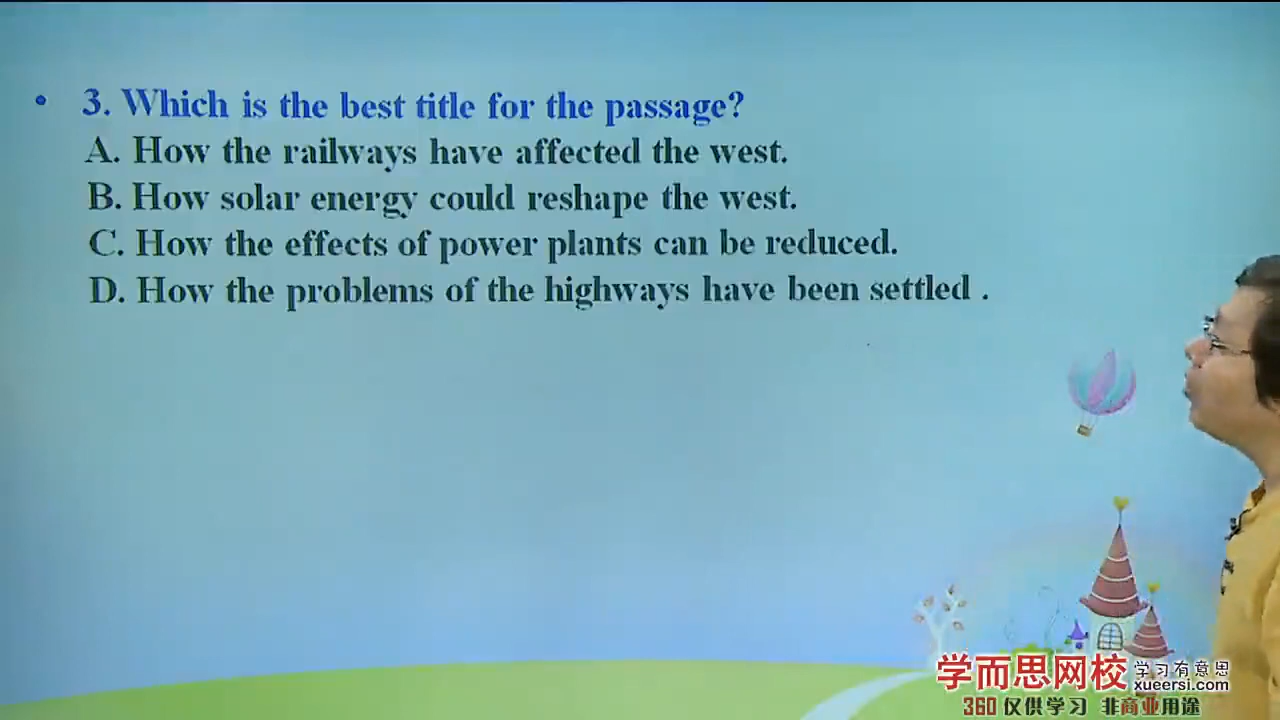 • 3. Which is the best title for the passage?
A. How the railways have affected the west.
B. How solar energy could reshape the west.
C. How the effects of power plants can be reduced.
D. How the problems of the highways have been settled .
学而思网校 学习有意思
xueersi.com
360 仅供学习 非商业用途